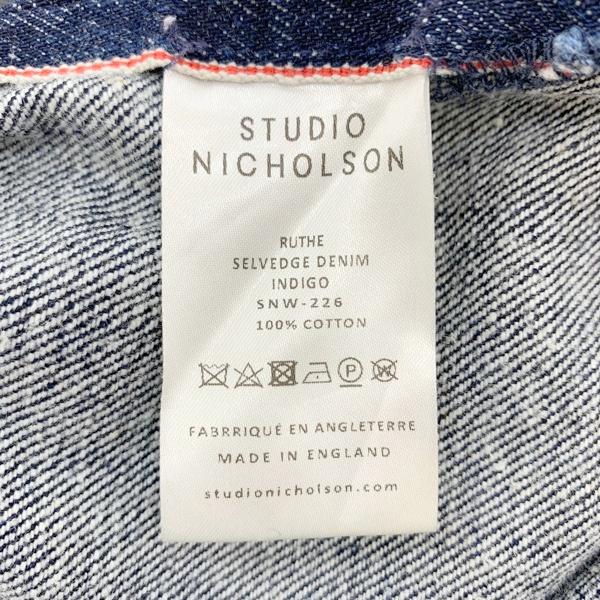 STUDIO
NICHOLSON
RUTHE
SELVEDGE DENIM
INDIGO
SNW-226
100% COTTON
P W
FABRRIQUÉ EN ANGLETERRE
MADE IN ENGLAND
studionicholson.com